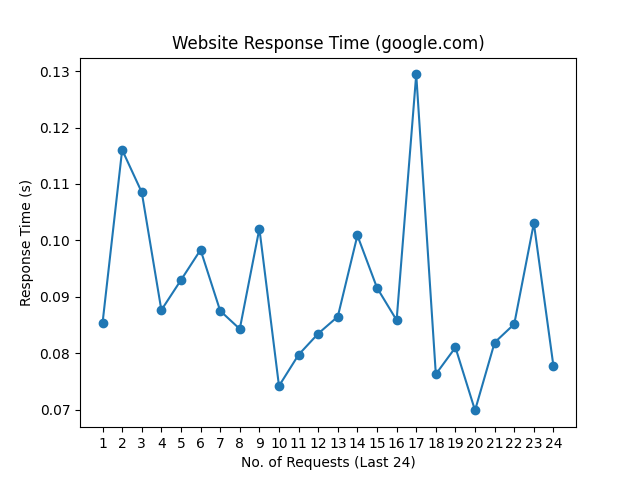 Website Response Time (google.com)
0.13
0.12
0.11
0.10
0.09
0.08
0.07
Response Time (s)
1 2 3 4 5 6 7 8 9 10 11 12 13 14 15 16 17 18 19 20 21 22 23 24
No. of Requests (Last 24)